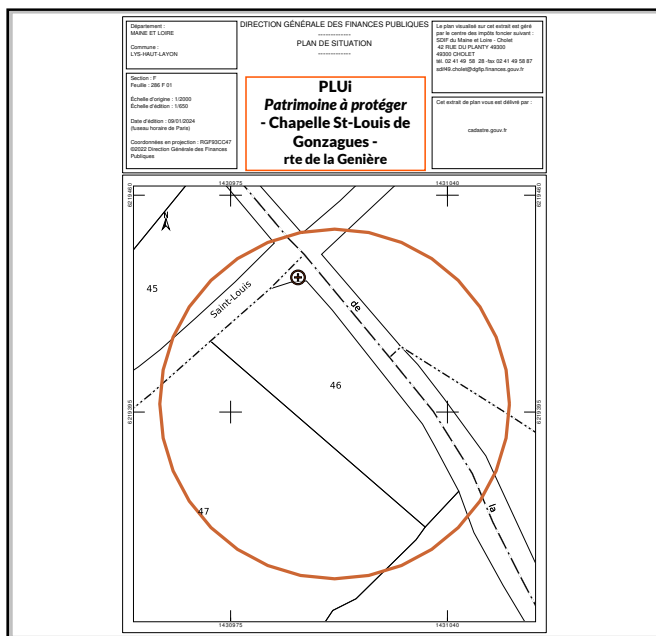 Département :
MAINE ET LOIRE
Commune :
LYS-HAUT-LAYON
Section : F
Feuille : 286 F 01
Échelle d'origine : 1/2000
Échelle d'édition : 1/650
Date d'édition : 09/01/2024
(fuseau horaire de Paris)
Coordonnées en projection : RGF93CC47
©2022 Direction Générale des Finances
Publiques
DIRECTION GÉNÉRALE DES FINANCES PUBLIQUES
-------------
PLAN DE SITUATION
-------------
PLUi
Patrimoine à protéger
- Chapelle St-Louis de
Gonzagues -
rte de la Genière
Le plan visualisé sur cet extrait est géré
par le centre des impôts foncier suivant :
SDIF du Maine et Loire - Cholet
42 RUE DU PLANTY 49300
49300 CHOLET
tél. 02 41 49 58 28 -fax 02 41 49 58 87
sdif49.cholet@dgfip.finances.gouv.fr
Cet extrait de plan vous est délivré par :
cadastre.gouv.fr
1430975
1431040
6219460
6219460
N
45
Saint-Louis
de
46
6219395
6219395
47
la
1430975
1431040